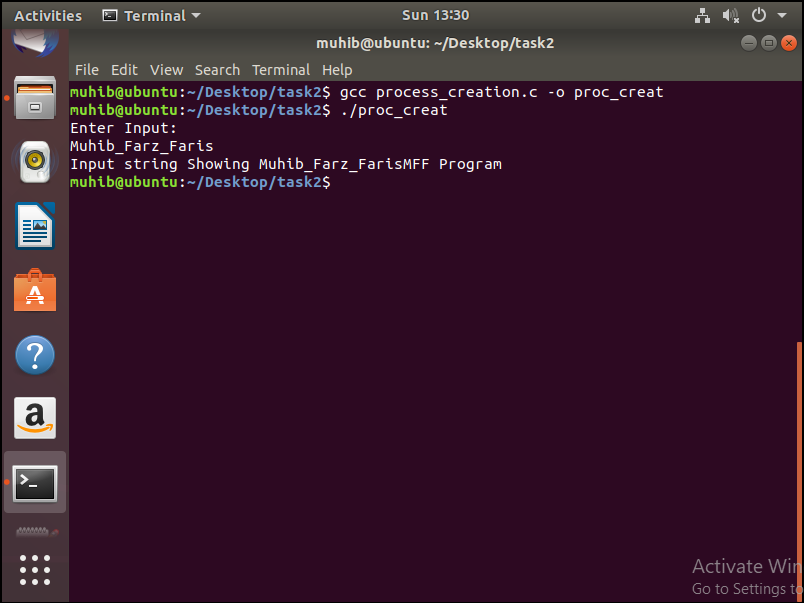 Activities Terminal Sun 13:30
muhib@ubuntu: ~/Desktop/task2
File Edit View Search Terminal Help
muhib@ubuntu:~/Desktop/task2$ gcc process_creation.c -o proc_creat
muhib@ubuntu:~/Desktop/task2$ ./proc_creat
Enter Input:
Muhib_Farz_Faris
Input string Showing Muhib_Farz_FarisMFF Program
muhib@ubuntu:~/Desktop/task2$
Activate Win
Go to Settings to